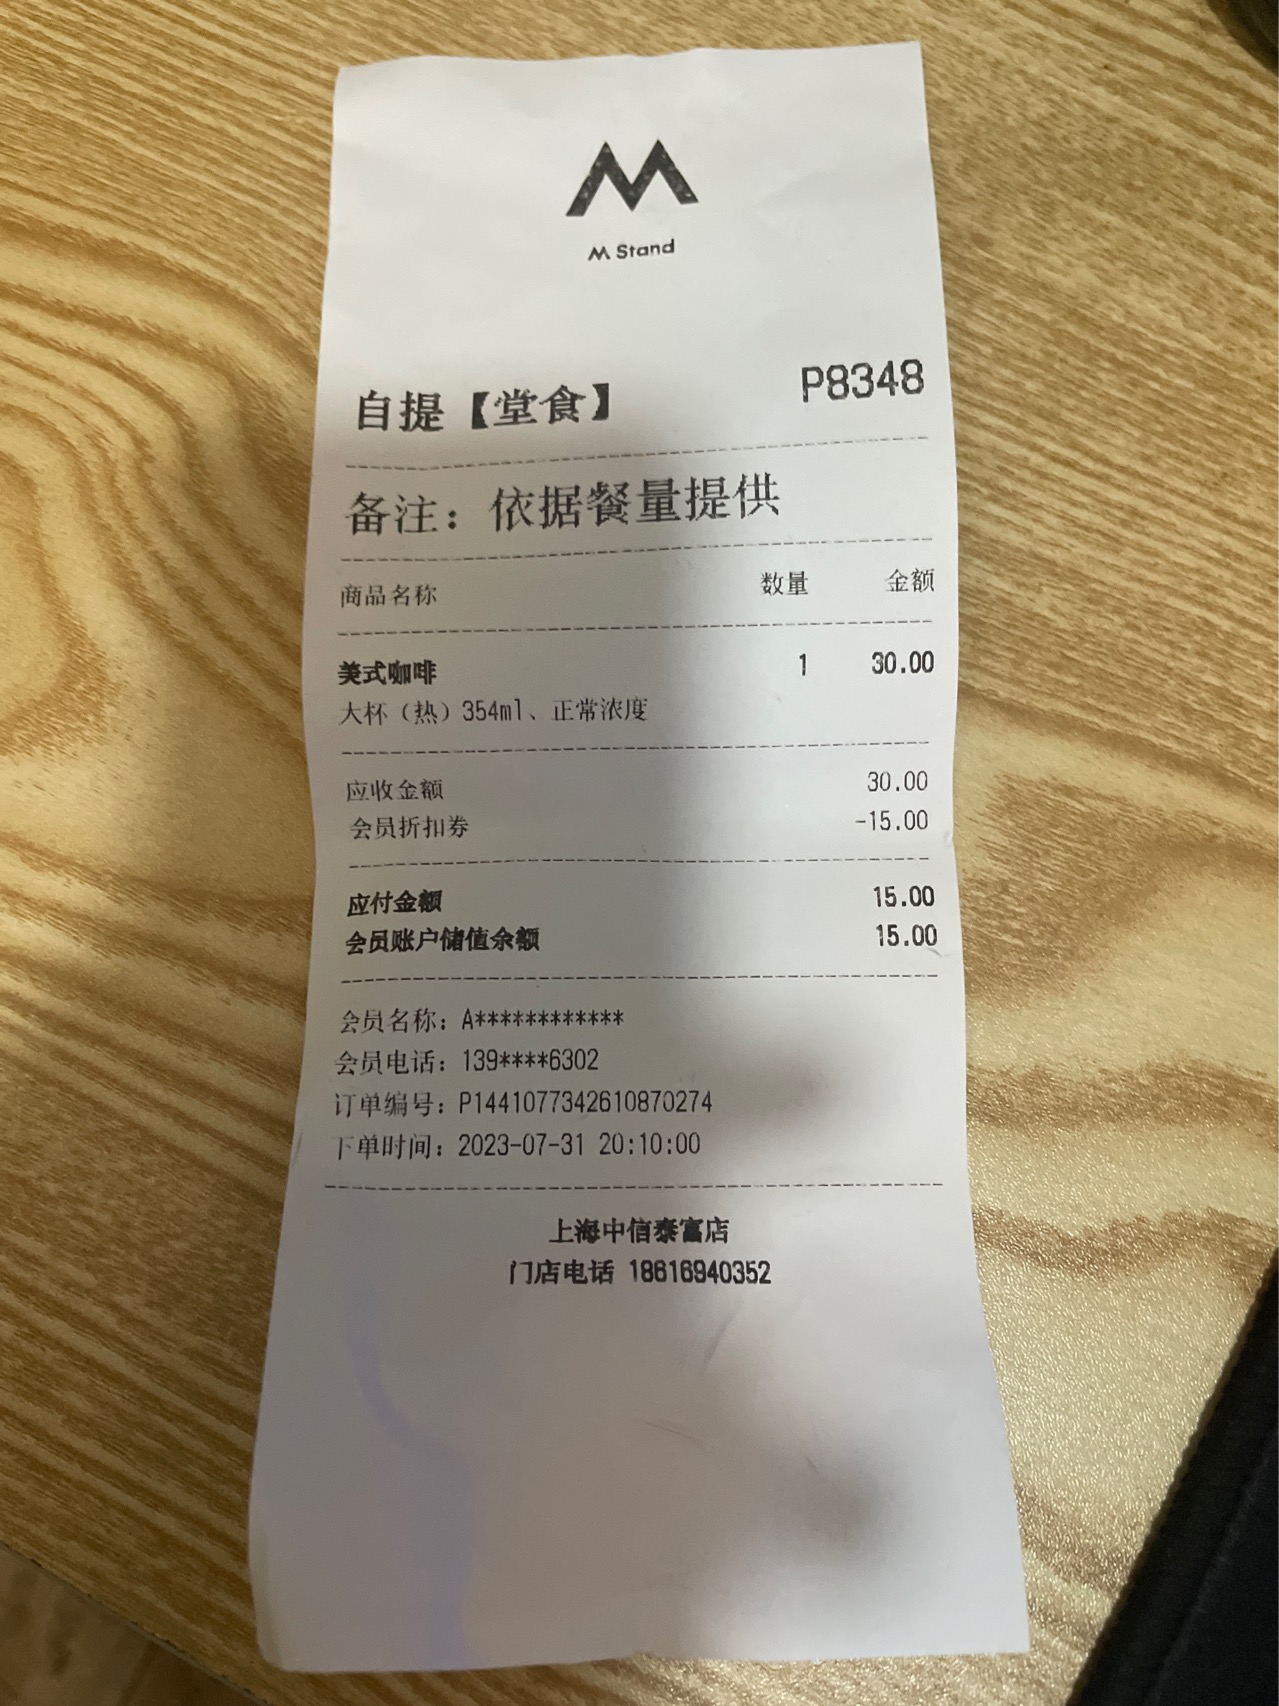 M Stand
自提【堂食】 P8348
备注：依据餐量提供
商品名称 数量 金额
美式咖啡 1 30.00
大杯（热）354ml、正常浓度
应收金额 30.00
会员折扣券 -15.00
应付金额 15.00
会员账户储值余额 15.00
会员名称：A************
会员电话：139****6302
订单编号：P1441077342610870274
下单时间：2023-07-31 20:10:00
上海中信泰富店
门店电话 18616940352